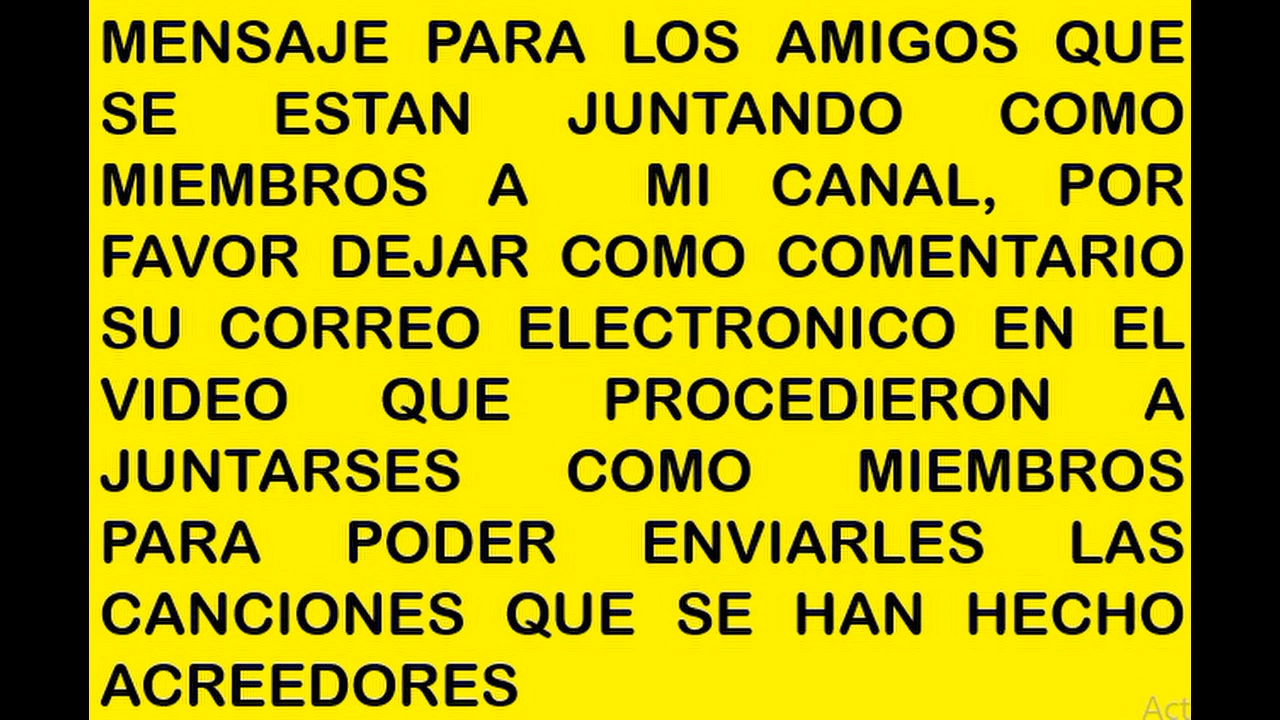 MENSAJE PARA LOS AMIGOS QUE
SE ESTAN JUNTANDO COMO
MIEMBROS A MI CANAL, POR
FAVOR DEJAR COMO COMENTARIO
SU CORREO ELECTRONICO EN EL
VIDEO QUE PROCEDIERON A
JUNTARSES COMO MIEMBROS
PARA PODER ENVIARLES LAS
CANCIONES QUE SE HAN HECHO
ACREEDORES
Act